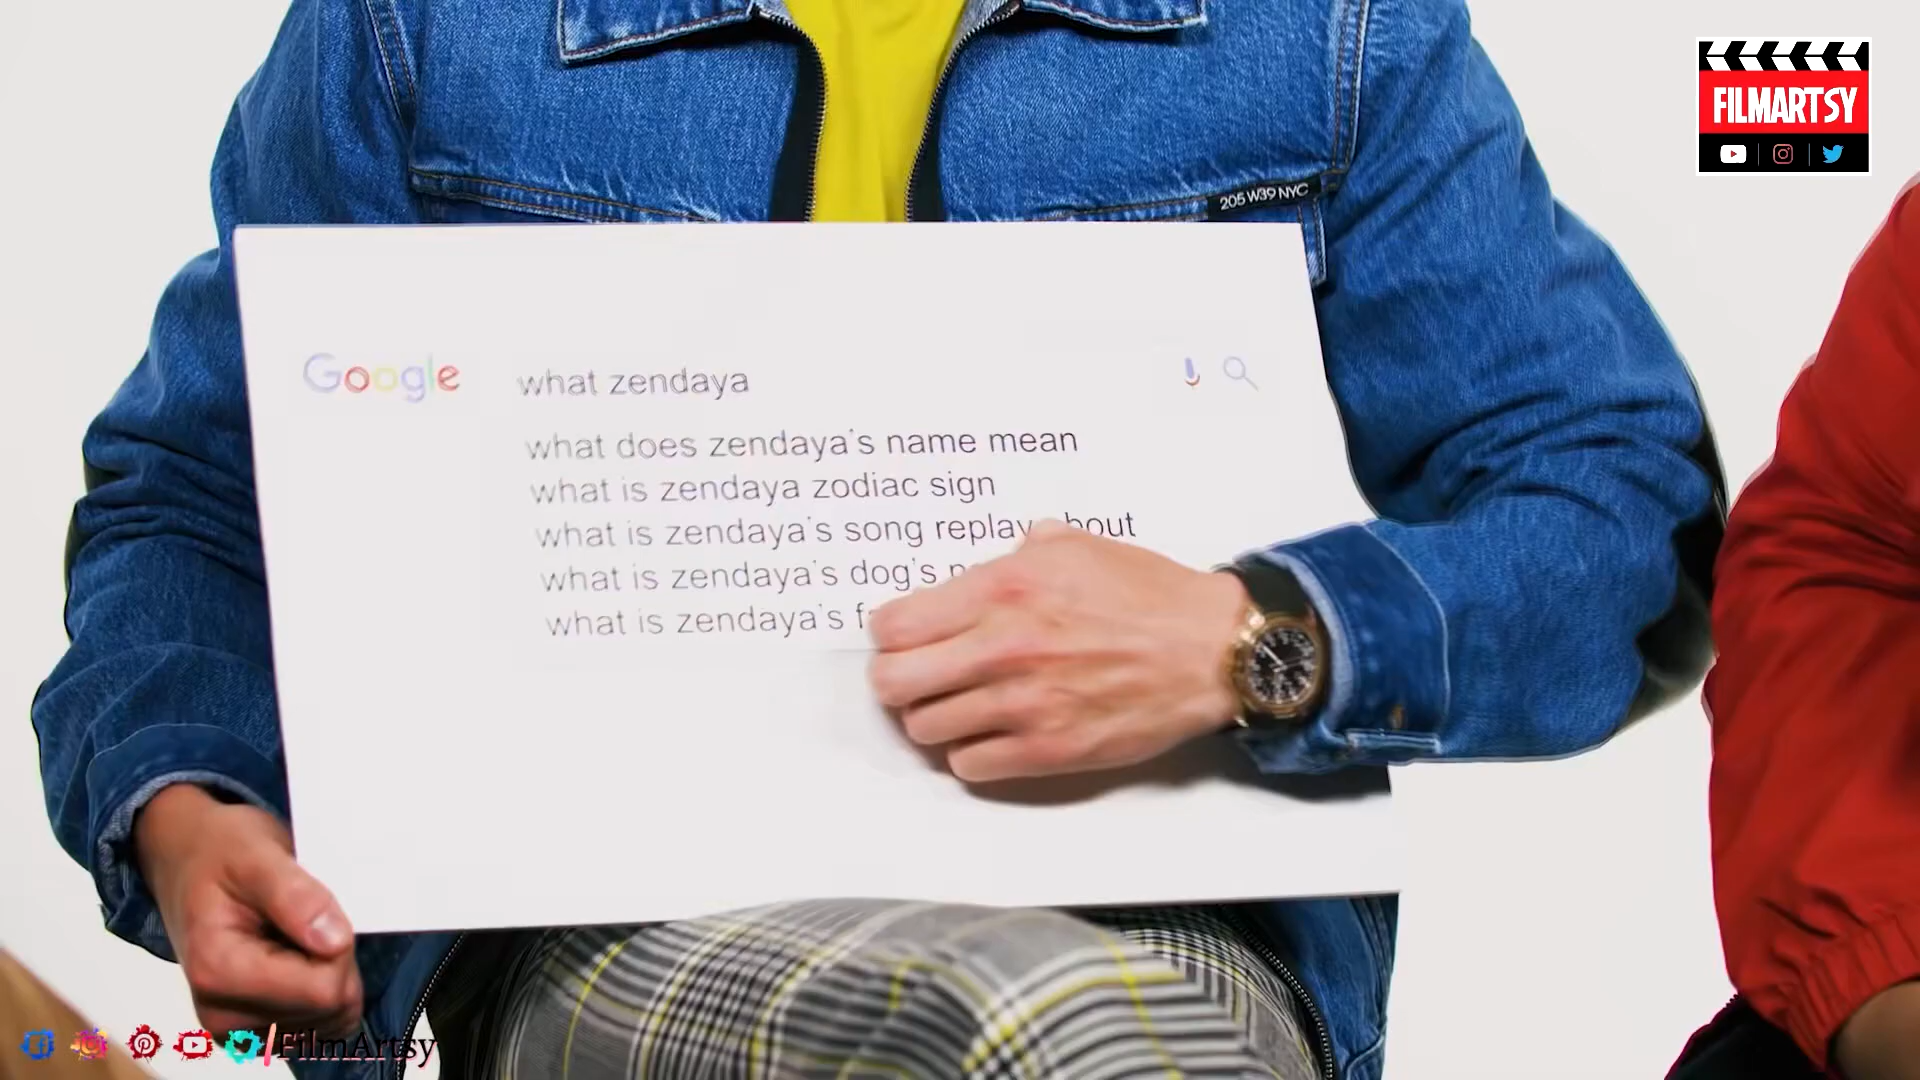 FILMARTSY
205 W39 NYC
Google what zendaya
what does zendaya's name mean
what is zendaya zodiac sign
what is zendaya's song replay about
what is zendaya's dog's
what is zendaya's
/FilmArtsy